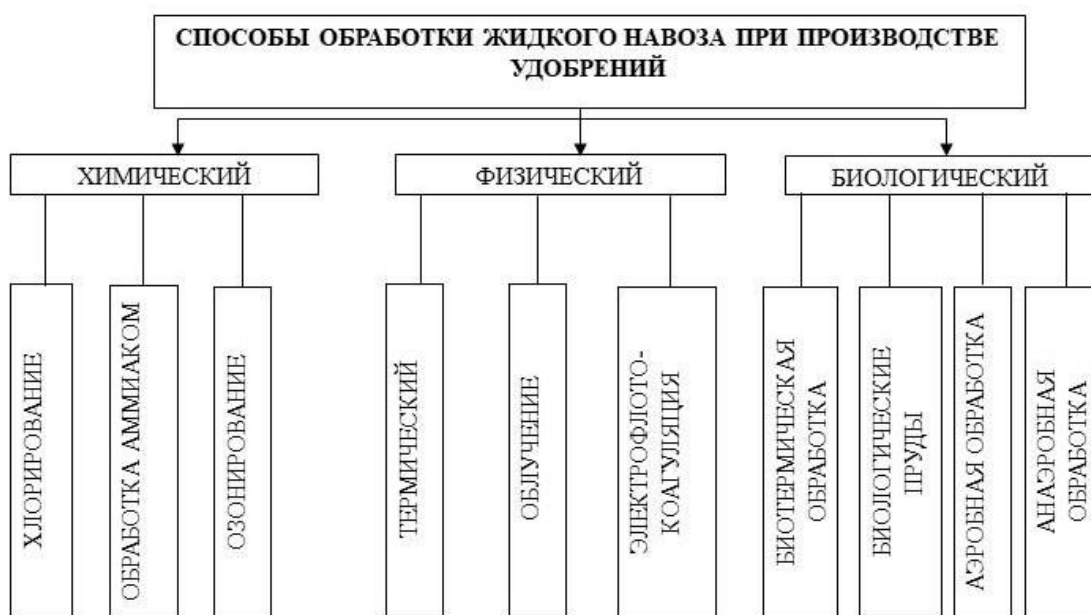 СПОСОБЫ ОБРАБОТКИ ЖИДКОГО НАВОЗА ПРИ ПРОИЗВОДСТВЕ
УДОБРЕНИЙ
ХИМИЧЕСКИЙ
ФИЗИЧЕСКИЙ
БИОЛОГИЧЕСКИЙ
ХЛОРИРОВАНИЕ
ОБРАБОТКА АММИАКОМ
ОЗОНИРОВАНИЕ
ТЕРМИЧЕСКИЙ
ОБЛУЧЕНИЕ
ЭЛЕКТРОФЛОТО-
КОАГУЛЯЦИЯ
БИОТЕРМИЧЕСКАЯ
ОБРАБОТКА
БИОЛОГИЧЕСКИЕ
ПРУДЫ
АЭРОБНАЯ ОБРАБОТКА
АНАЭРОБНАЯ
ОБРАБОТКА